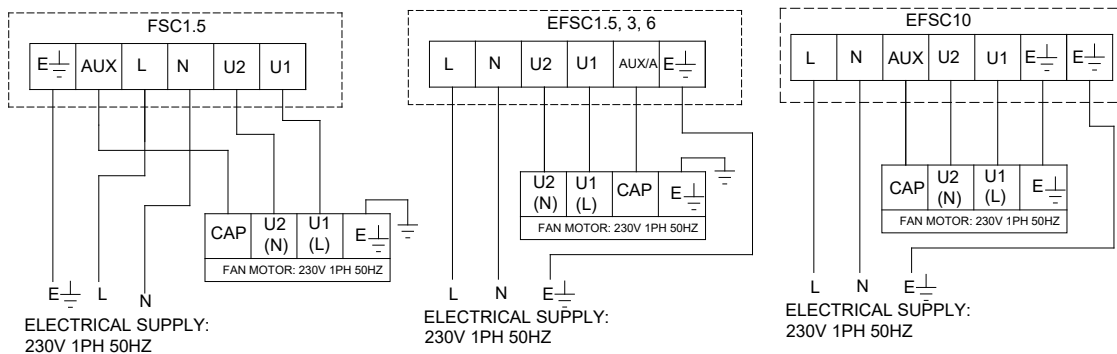 FSC1.5
E AUX L N U2 U1
CAP U2 (N) U1 (L) E
FAN MOTOR: 230V 1PH 50HZ
E L N
ELECTRICAL SUPPLY:
230V 1PH 50HZ
EFSC1.5, 3, 6
L N U2 U1 AUX/A E
U2 (N) U1 (L) CAP E
FAN MOTOR: 230V 1PH 50HZ
L N E
ELECTRICAL SUPPLY:
230V 1PH 50HZ
EFSC10
L N AUX U2 U1 E E
CAP U2 (N) U1 (L) E
FAN MOTOR: 230V 1PH 50HZ
L N E
ELECTRICAL SUPPLY:
230V 1PH 50HZ